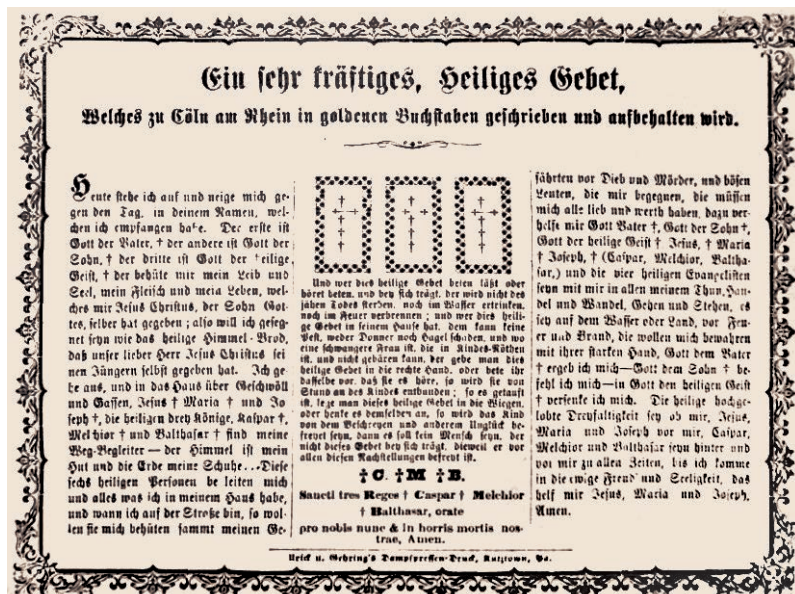 Ein sehr kräftiges, Heiliges Gebet,
Welches zu Cöln am Rhein in goldenen Buchstaben geschrieben und aufbehalten wird.
Heute stehe ich auf und neige mich ge-
gen den Tag, in deinem Namen, wel-
chen ich empfangen habe. Der erste ist
Gott der Vater, † der andere ist Gott der
Sohn, † der dritte ist Gott der heilige
Geist, † der behüte mir mein Leib und
Seel, mein Fleisch und mein Leben, wel-
ches mir Jesus Christus, der Sohn Got-
tes, selber hat gegeben; also will ich geseg-
net seyn wie das heilige Himmel-Brod,
das unser lieber Herr Jesus Christus sei
nen Jüngern selbst gegeben hat. Ich ge-
he aus, und in das Haus über Geschwöll
und Gassen, Jesus † Maria † und Jo
seph †, die heiligen drey Könige, Kaspar †,
Melchior † und Balthasar † sind meine
Weg-Begleiter — der Himmel ist mein
Hut und die Erde meine Schuhe...Diese
sechs heiligen Personen be leiten mich
und alles was ich in meinem Haus habe,
und wann ich auf der Straße bin, so wol-
len sie mich behüten sammt meinen Ge-
Und wer dies heilige Gebet beten läßt oder
höret beten, und bey sich trägt, der wird nicht des
jähen Todes sterben, noch im Wasser ertrinken,
noch im Feuer verbrennen; und wer dies heili-
ge Gebet in seinem Hause hat, dem kann keine
Pest, weder Donner noch Hagel schaden, und wo
eine schwangere Frau ist, die in Kinds-Nöthen
ist, und nicht gebären kann, der gebe man dies
heilige Gebet in die rechte Hand, oder bete ihr
dasselbe vor, daß sie es höre, so wird sie von
Stund an des Kindes entbunden; so es getauft
ist, lege man diese heilige Gebet in die Wiegen,
oder henke es demselben an, so wird das Kind
von dem Beschreyen und anderem Unglück be-
freyet seyn, dann es soll kein Mensch seyn, der
nicht dieses Gebet bey sich trägt, dieweil er vor
allen diesen Nachstellungen befreyt ist.
‡C. ‡M ‡B.
Sancti tres Reges † Caspar † Melchior
† Balthasar, orate
pro nobis nunc & in horris mortis nos-
trae, Amen.
fährten vor Dieb und Mörder, und bösen
Leuten, die mir begegnen, die müssen
mich alle lieb und werth haben, dazu ver-
helfe mir Gott Vater †, Gott der Sohn †,
Gott der heilige Geist † Jesus, † Maria
† Joseph, † (Caspar, Melchior, Baltha-
sar,) und die vier heiligen Evangelisten
seyn mit mir in allen meinem Thun, Han-
del und Wandel, Gehen und Stehen, es
sey auf dem Wasser oder Land, vor Feu-
er und Brand, die wollen mich bewahren
mit ihrer starken Hand, Gott dem Vater
† ergeb ich mich—Gott dem Sohn † be-
fehl ich mich—in Gott den heiligen Geist
† versenke ich mich. Die heilige hochge-
lobte Dreyfaltigkeit sey ob mir, Jesus,
Maria und Joseph vor mir, Caspar,
Melchior und Balthasar seyn hinter und
vor mir zu allen Zeiten, bis ich komme
in die ewige Freud' und Seeligkeit, das
helf mir Jesus, Maria und Joseph,
Amen.
Urick u. Gehring's Dampfpressen-Druck, Kutztown, Pa.